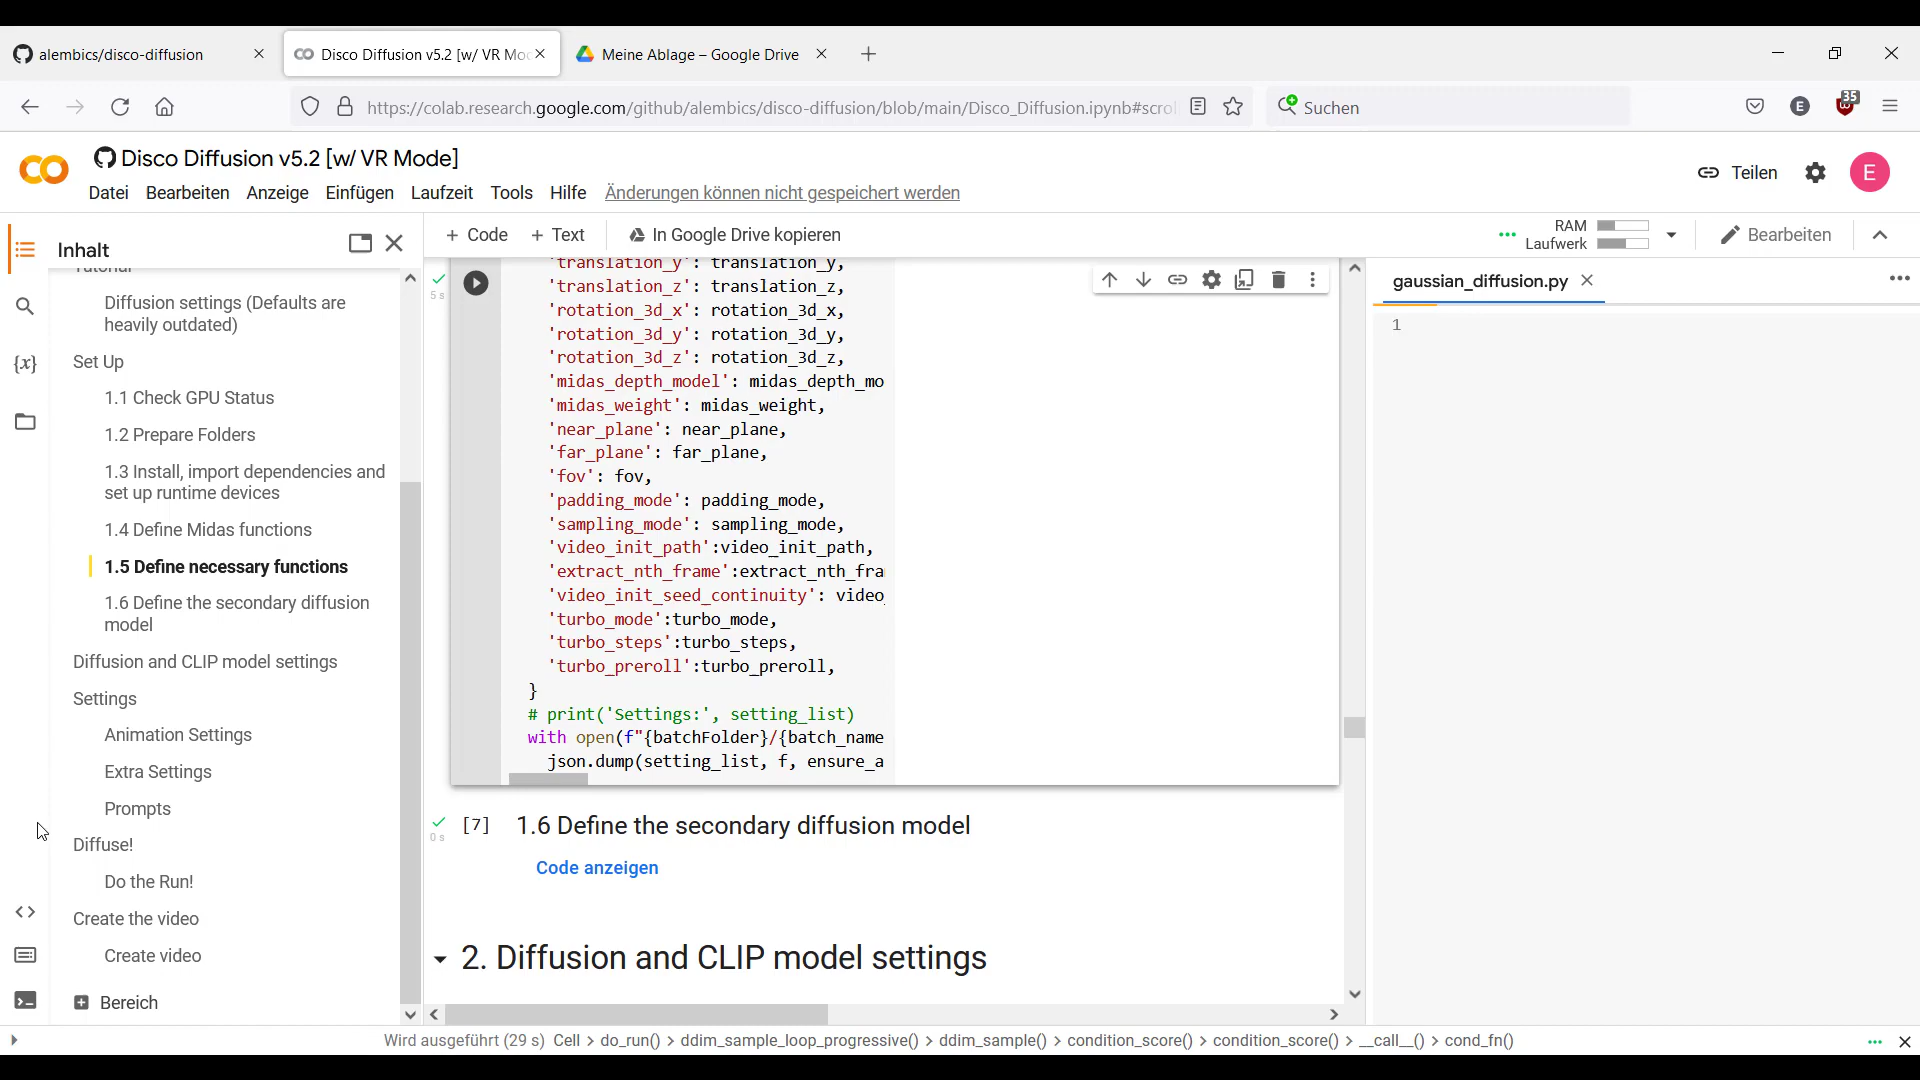 alembics/disco-diffusion
Disco Diffusion v5.2 [w/ VR Mo
Meine Ablage – Google Drive
https://colab.research.google.com/github/alembics/disco-diffusion/blob/main/Disco_Diffusion.ipynb#scrol
Suchen
E
35
Disco Diffusion v5.2 [w/ VR Mode]
Teilen
E
Datei Bearbeiten Anzeige Einfügen Laufzeit Tools Hilfe Änderungen können nicht gespeichert werden
Inhalt
+ Code + Text In Google Drive kopieren
RAM
Laufwerk
Bearbeiten
Tutorial
Diffusion settings (Defaults are
heavily outdated)
Set Up
1.1 Check GPU Status
1.2 Prepare Folders
1.3 Install, import dependencies and
set up runtime devices
1.4 Define Midas functions
1.5 Define necessary functions
1.6 Define the secondary diffusion
model
Diffusion and CLIP model settings
Settings
Animation Settings
Extra Settings
Prompts
Diffuse!
Do the Run!
Create the video
Create video
Bereich
{x}
<>
5 s
'translation_y': translation_y,
'translation_z': translation_z,
'rotation_3d_x': rotation_3d_x,
'rotation_3d_y': rotation_3d_y,
'rotation_3d_z': rotation_3d_z,
'midas_depth_model': midas_depth_mo
'midas_weight': midas_weight,
'near_plane': near_plane,
'far_plane': far_plane,
'fov': fov,
'padding_mode': padding_mode,
'sampling_mode': sampling_mode,
'video_init_path':video_init_path,
'extract_nth_frame':extract_nth_fra
'video_init_seed_continuity': video_
'turbo_mode':turbo_mode,
'turbo_steps':turbo_steps,
'turbo_preroll':turbo_preroll,
}
# print('Settings:', setting_list)
with open(f"{batchFolder}/{batch_name
json.dump(setting_list, f, ensure_a
0 s
[7] 1.6 Define the secondary diffusion model
Code anzeigen
2. Diffusion and CLIP model settings
gaussian_diffusion.py
1
Wird ausgeführt (29 s) Cell > do_run() > ddim_sample_loop_progressive() > ddim_sample() > condition_score() > condition_score() > __call__() > cond_fn()